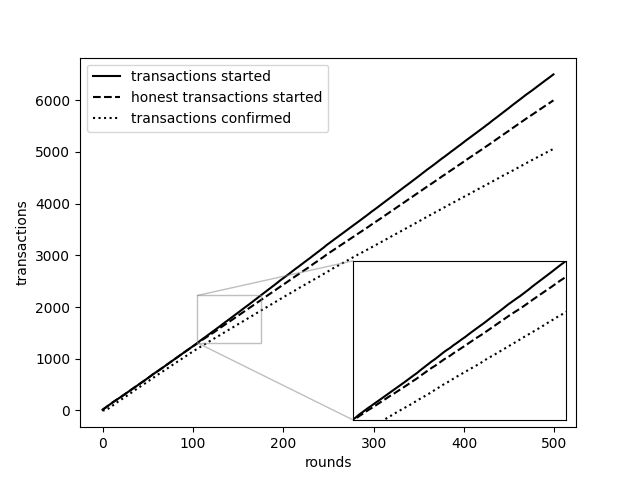 transactions started
honest transactions started
transactions confirmed
6000
5000
4000
3000
2000
1000
0
transactions
0 100 200 300 400 500
rounds